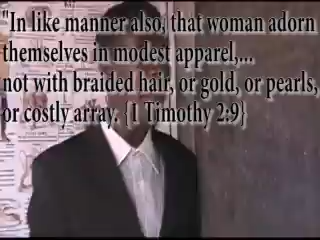 "In like manner also, that woman adorn
themselves in modest apparel,...
not with braided hair, or gold, or pearls,
or costly array. {1 Timothy 2:9}